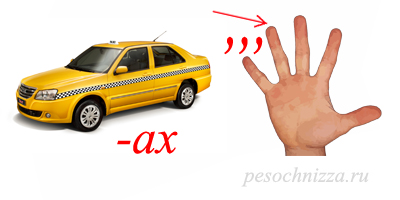 ,,,
-ах
pesochnizza.ru